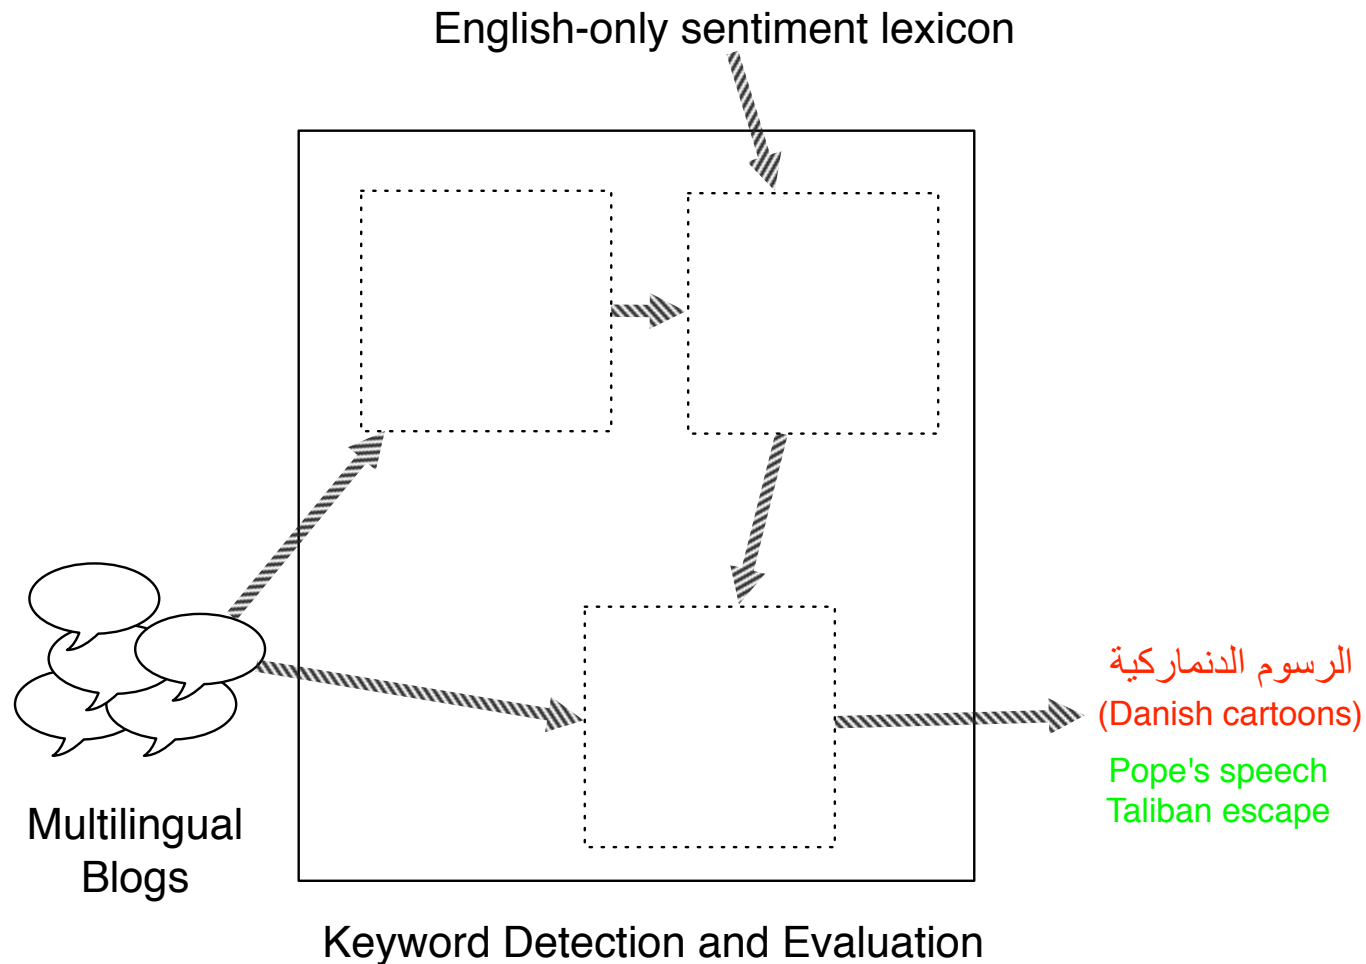 English-only sentiment lexicon
الرسوم الدنماركية
(Danish cartoons)
Pope's speech
Taliban escape
Multilingual
Blogs
Keyword Detection and Evaluation